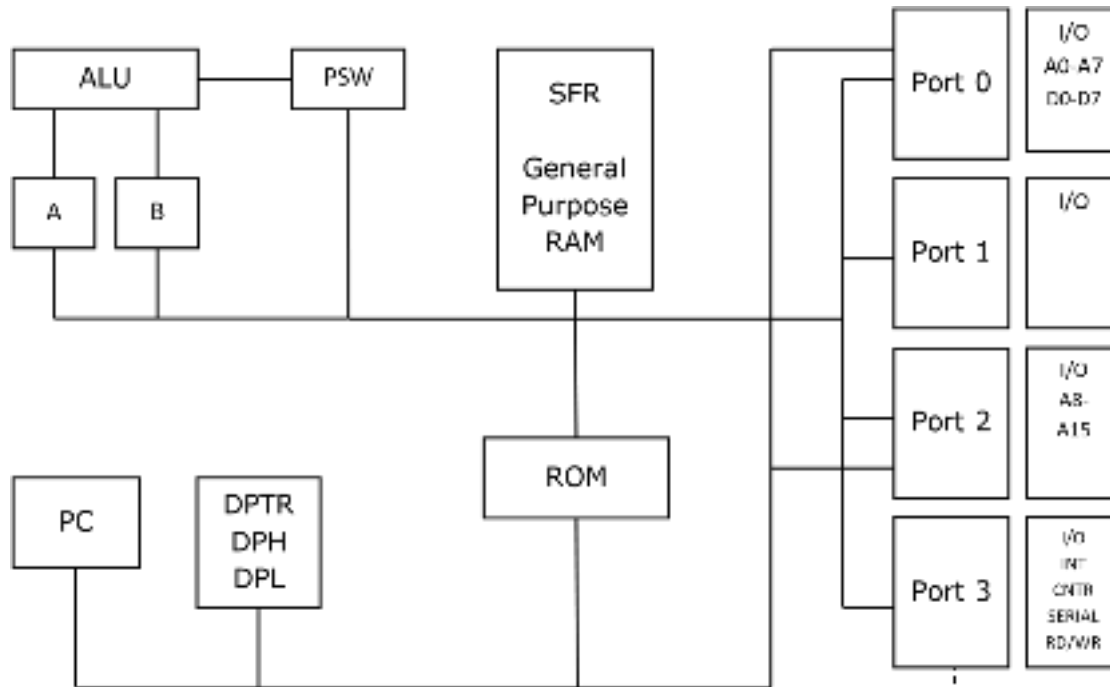 ALU
PSW
A
B
SFR
General
Purpose
RAM
ROM
PC
DPTR
DPH
DPL
Port 0
I/O
A0-A7
D0-D7
Port 1
I/O
Port 2
I/O
A8-
A15
Port 3
I/O
INT
CNTR
SERIAL
RD/WR